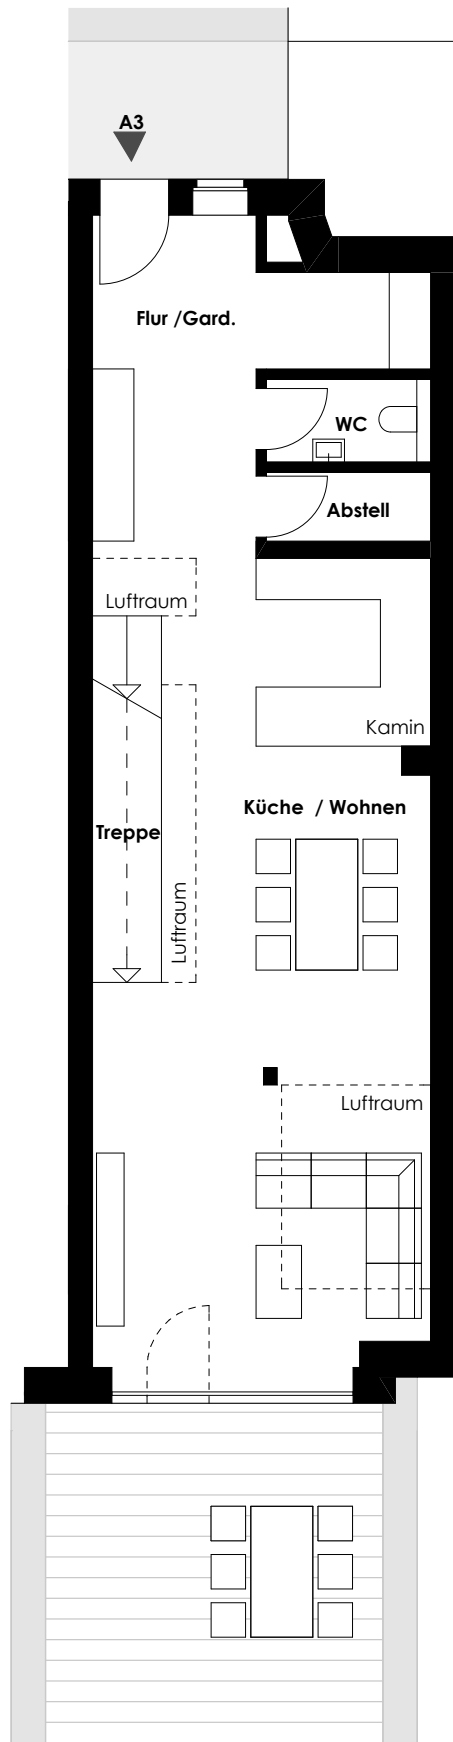 A3
Flur /Gard.
WC
Abstell
Luftraum
Kamin
Küche / Wohnen
Treppe
Luftraum
Luftraum